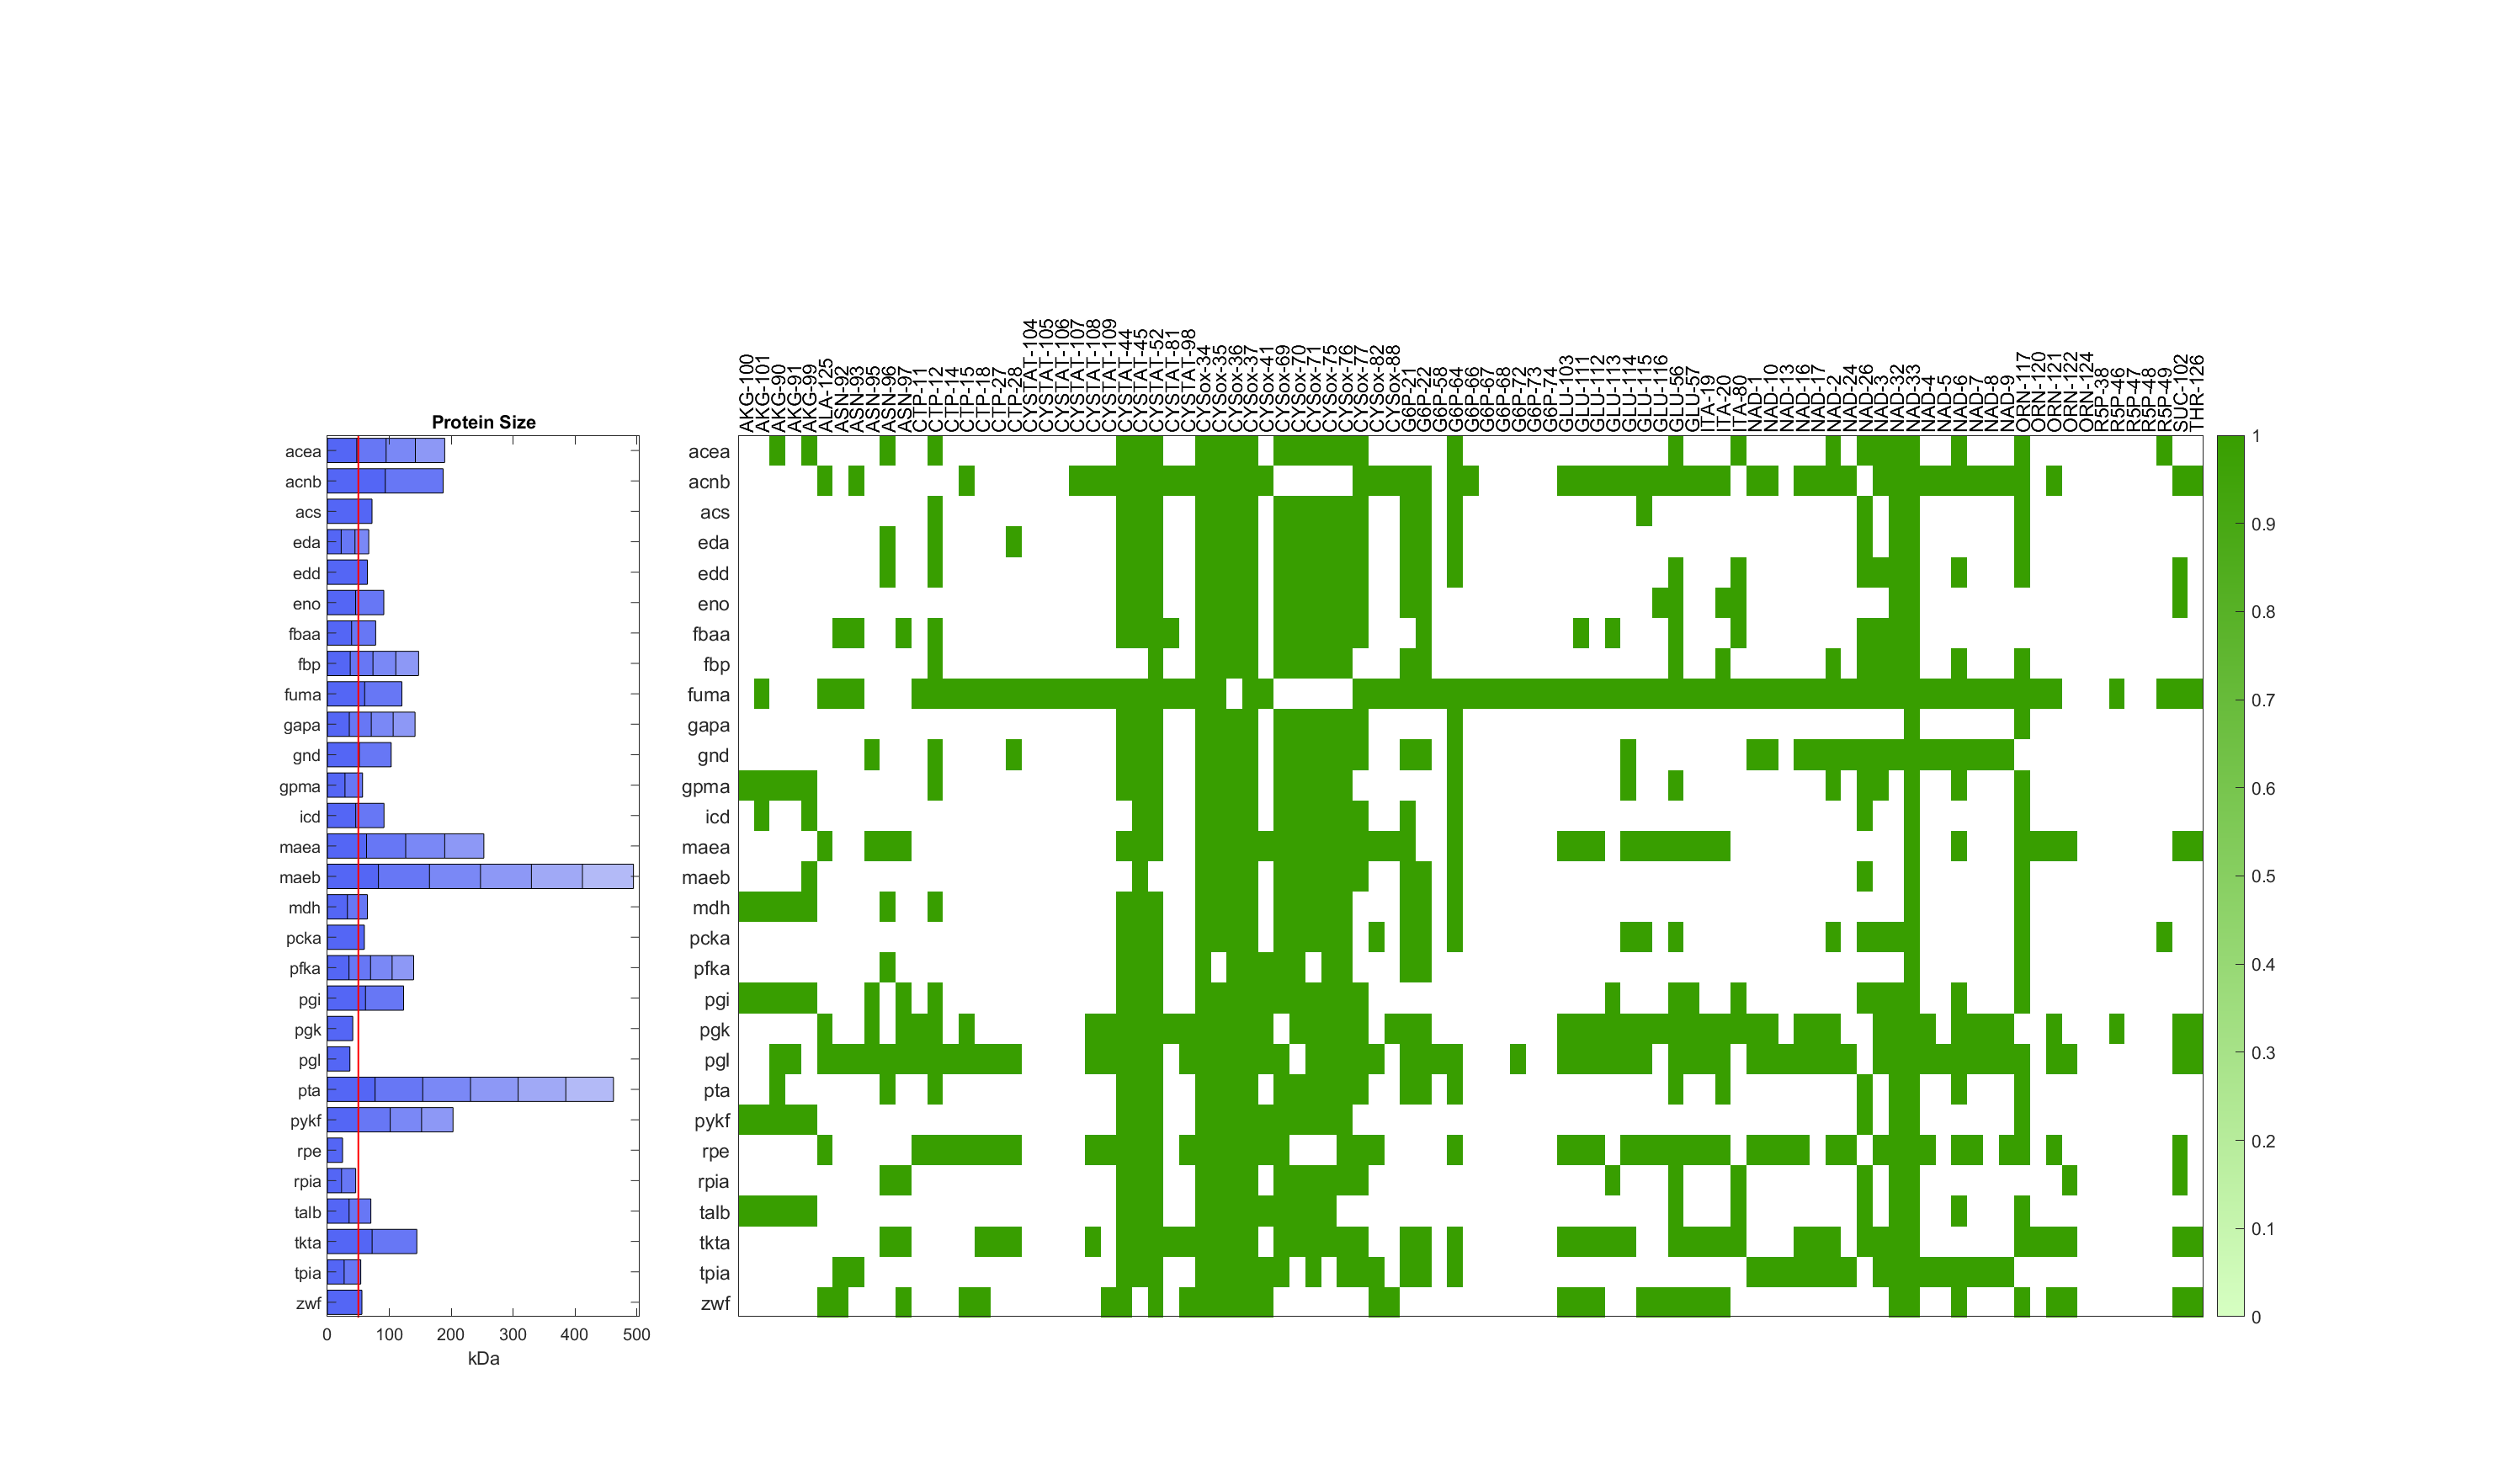 AKG-100
AKG-101
AKG-90
AKG-91
AKG-99
ALA-125
ASN-92
ASN-93
ASN-95
ASN-96
ASN-97
CTP-11
CTP-12
CTP-14
CTP-15
CTP-18
CTP-27
CTP-28
CYSTAT-104
CYSTAT-105
CYSTAT-106
CYSTAT-107
CYSTAT-108
CYSTAT-109
CYSTAT-44
CYSTAT-45
CYSTAT-52
CYSTAT-81
CYSTAT-98
CYSox-34
CYSox-35
CYSox-36
CYSox-37
CYSox-41
CYSox-69
CYSox-70
CYSox-71
CYSox-75
CYSox-76
CYSox-77
CYSox-82
CYSox-88
G6P-21
G6P-22
G6P-58
G6P-64
G6P-66
G6P-67
G6P-68
G6P-72
G6P-73
G6P-74
GLU-103
GLU-111
GLU-112
GLU-113
GLU-114
GLU-115
GLU-116
GLU-56
GLU-57
ITA-19
ITA-20
ITA-80
NAD-1
NAD-10
NAD-13
NAD-16
NAD-17
NAD-2
NAD-24
NAD-26
NAD-3
NAD-32
NAD-33
NAD-4
NAD-5
NAD-6
NAD-7
NAD-8
NAD-9
ORN-117
ORN-120
ORN-121
ORN-122
ORN-124
R5P-38
R5P-46
R5P-47
R5P-48
R5P-49
SUC-102
THR-126
Protein Size
acea
acnb
acs
eda
edd
eno
fbaa
fbp
fuma
gapa
gnd
gpma
icd
maea
maeb
mdh
pcka
pfka
pgi
pgk
pgl
pta
pykf
rpe
rpia
talb
tkta
tpia
zwf
0 100 200 300 400 500
kDa
acea
acnb
acs
eda
edd
eno
fbaa
fbp
fuma
gapa
gnd
gpma
icd
maea
maeb
mdh
pcka
pfka
pgi
pgk
pgl
pta
pykf
rpe
rpia
talb
tkta
tpia
zwf
1
0.9
0.8
0.7
0.6
0.5
0.4
0.3
0.2
0.1
0